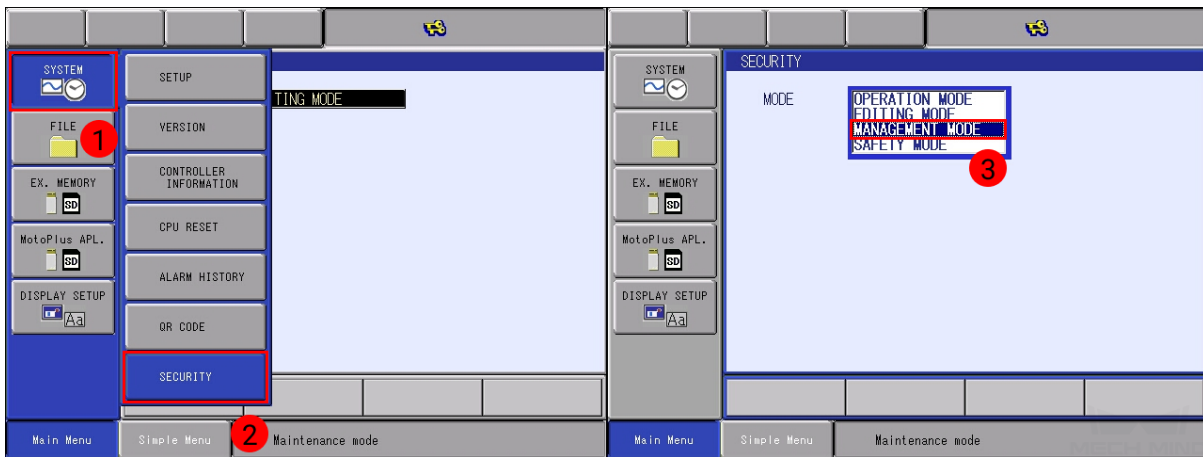 SYSTEM
FILE
1
EX. MEMORY
SD
MotoPlus APL.
SD
DISPLAY SETUP
Aa
SETUP
VERSION
CONTROLLER
INFORMATION
CPU RESET
ALARM HISTORY
QR CODE
SECURITY
TING MODE
Main Menu
Simple Menu
2
Maintenance mode
SYSTEM
FILE
EX. MEMORY
SD
MotoPlus APL.
SD
DISPLAY SETUP
Aa
SECURITY
MODE
OPERATION MODE
EDITING MODE
MANAGEMENT MODE
SAFETY MODE
3
Main Menu
Simple Menu
Maintenance mode
MECH MIND